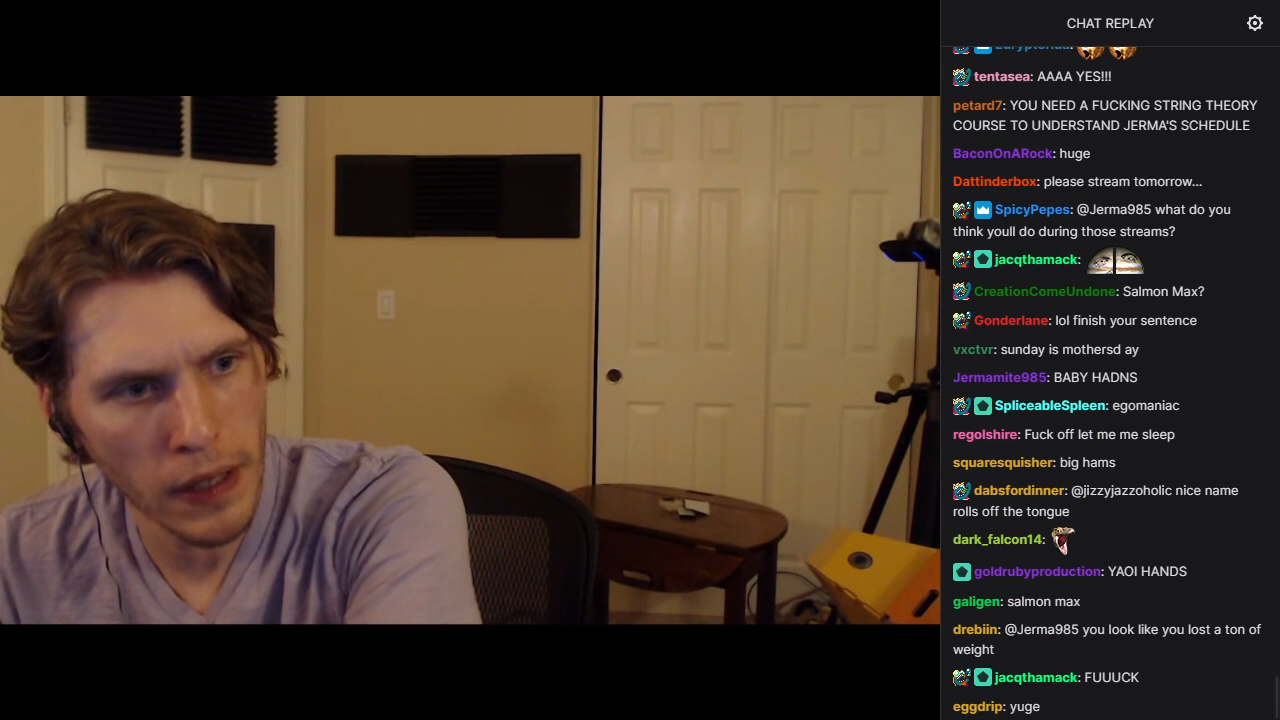 CHAT REPLAY
tentasea: AAAA YES!!!
petard7: YOU NEED A FUCKING STRING THEORY
COURSE TO UNDERSTAND JERMA'S SCHEDULE
BaconOnARock: huge
Dattinderbox: please stream tomorrow...
SpicyPepes: @Jerma985 what do you
think youll do during those streams?
jacqthamack:
CreationComeUndone: Salmon Max?
Gonderlane: lol finish your sentence
vxctvr: sunday is mothersd ay
Jermamite985: BABY HADNS
SpliceableSpleen: egomaniac
regolshire: Fuck off let me me sleep
squaresquisher: big hams
dabsfordinner: @jizzyjazzoholic nice name
rolls off the tongue
dark_falcon14:
goldrubyproduction: YAOI HANDS
galigen: salmon max
drebiin: @Jerma985 you look like you lost a ton of
weight
jacqthamack: FUUUCK
eggdrip: yuge